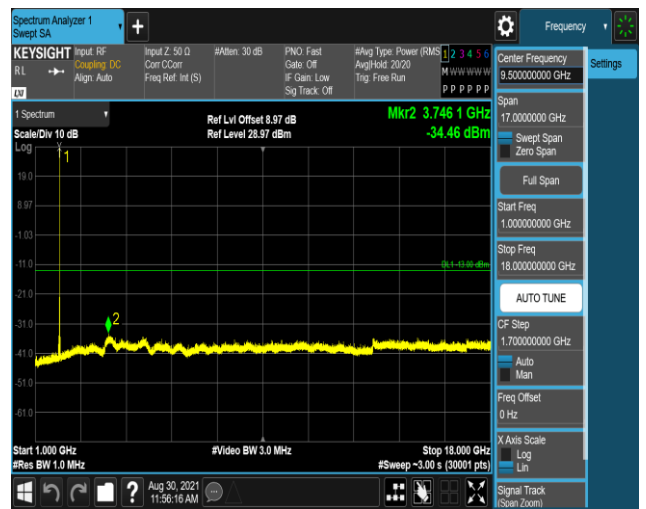 Spectrum Analyzer 1
Swept SA
+
Frequency
KEYSIGHT
RL
LXI
Input: RF
Coupling: DC
Align: Auto
Input Z: 50 Ω
Corr CCorr
Freq Ref: Int (S)
#Atten: 30 dB
PNO: Fast
Gate: Off
IF Gain: Low
Sig Track: Off
#Avg Type: Power (RMS
Avg|Hold: 20/20
Trig: Free Run
1 2 3 4 5 6
M W W W W W
P P P P P P
1 Spectrum
Scale/Div 10 dB
Log
Ref Lvl Offset 8.97 dB
Ref Level 28.97 dBm
Mkr2 3.746 1 GHz
-34.46 dBm
1
19.0
8.97
-1.03
-11.0
DL1 -13.00 dBm
-21.0
2
-31.0
-41.0
-51.0
-61.0
Start 1.000 GHz
#Res BW 1.0 MHz
#Video BW 3.0 MHz
Stop 18.000 GHz
#Sweep ~3.00 s (30001 pts)
?
Aug 30, 2021
11:56:16 AM
Center Frequency
9.500000000 GHz
Settings
Span
17.0000000 GHz
Swept Span
Zero Span
Full Span
Start Freq
1.000000000 GHz
Stop Freq
18.000000000 GHz
AUTO TUNE
CF Step
1.700000000 GHz
Auto
Man
Freq Offset
0 Hz
X Axis Scale
Log
Lin
Signal Track
(Span Zoom)